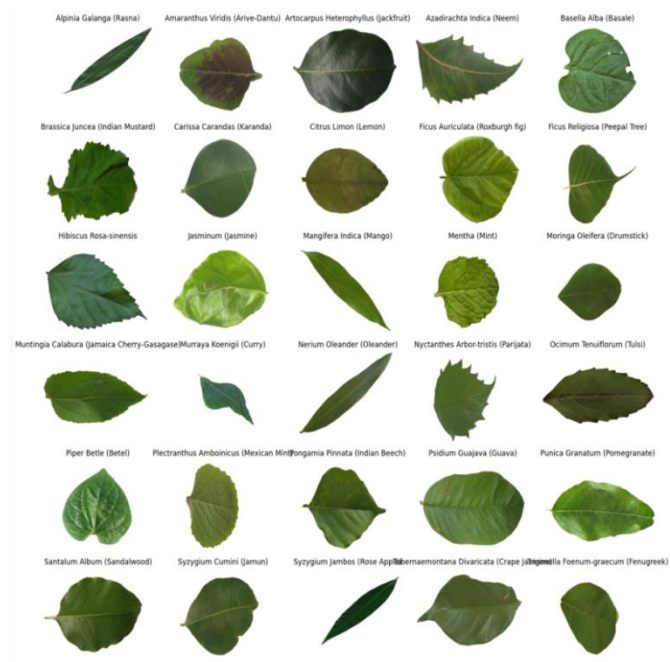 Alpinia Galanga (Rasna)
Amaranthus Viridis (Arive-Dantu)
Artocarpus Heterophyllus (Jackfruit)
Azadirachta Indica (Neem)
Basella Alba (Basale)
Brassica Juncea (Indian Mustard)
Carissa Carandas (Karanda)
Citrus Limon (Lemon)
Ficus Auriculata (Roxburgh fig)
Ficus Religiosa (Peepal Tree)
Hibiscus Rosa-sinensis
Jasminum (Jasmine)
Mangifera Indica (Mango)
Mentha (Mint)
Moringa Oleifera (Drumstick)
Muntingia Calabura (Jamaica Cherry-Gasagase)
Murraya Koenigii (Curry)
Nerium Oleander (Oleander)
Nyctanthes Arbor-tristis (Parijata)
Ocimum Tenuiflorum (Tulsi)
Piper Betle (Betel)
Plectranthus Amboinicus (Mexican Mint)
Pongamia Pinnata (Indian Beech)
Psidium Guajava (Guava)
Punica Granatum (Pomegranate)
Santalum Album (Sandalwood)
Syzygium Cumini (Jamun)
Syzygium Jambos (Rose Apple)
Tabernaemontana Divaricata (Crape Jasmine)
Trigonella Foenum-graecum (Fenugreek)